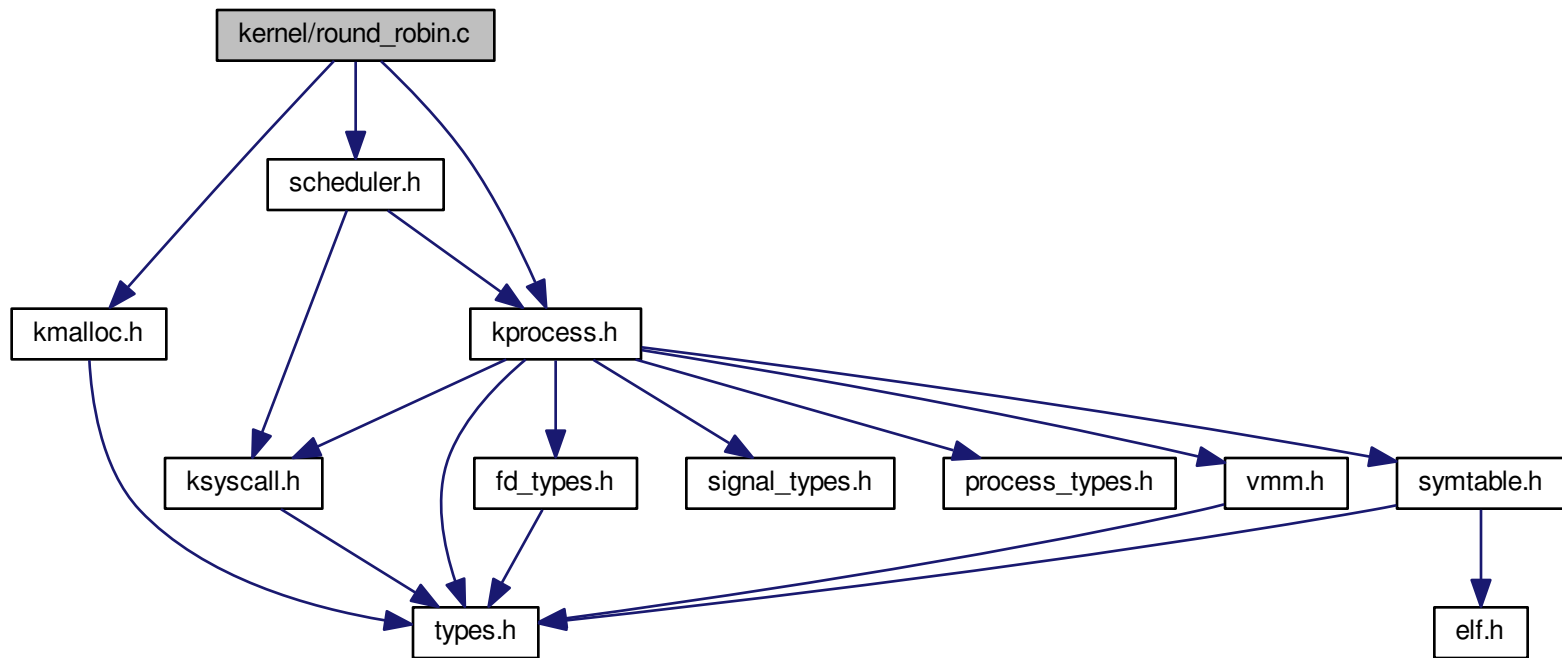 kernel/round_robin.c
scheduler.h
kmalloc.h
kprocess.h
ksyscall.h
fd_types.h
signal_types.h
process_types.h
vmm.h
symtable.h
types.h
elf.h